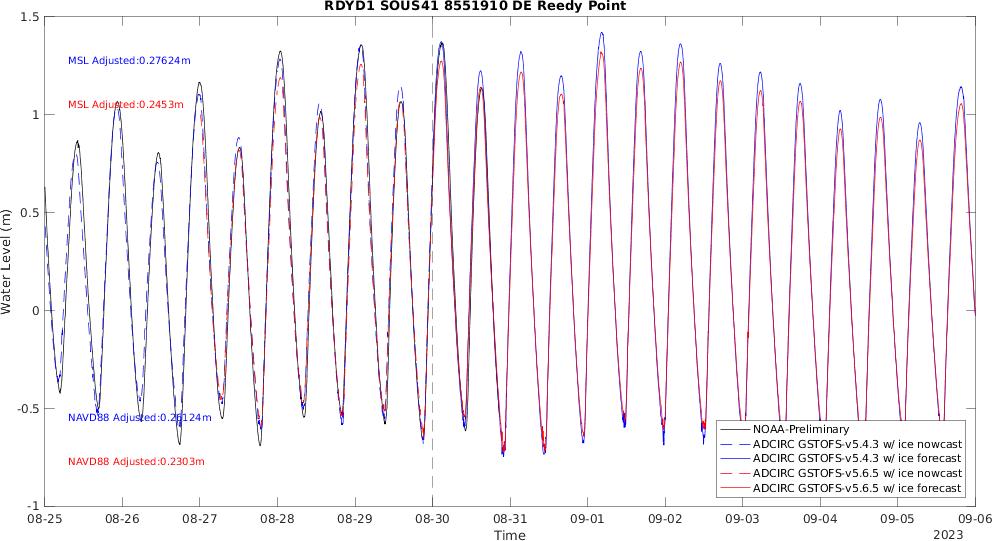 RDYD1 SOUS41 8551910 DE Reedy Point
1.5
MSL Adjusted:0.27624m
MSL Adjusted:0.2453m
1
0.5
Water Level (m)
0
-0.5
NAVD88 Adjusted:0.26124m
NAVD88 Adjusted:0.2303m
-1
NOAA-Preliminary
ADCIRC GSTOFS-v5.4.3 w/ ice nowcast
ADCIRC GSTOFS-v5.4.3 w/ ice forecast
ADCIRC GSTOFS-v5.6.5 w/ ice nowcast
ADCIRC GSTOFS-v5.6.5 w/ ice forecast
08-25 08-26 08-27 08-28 08-29 08-30 08-31 09-01 09-02 09-03 09-04 09-05 09-06
Time
2023